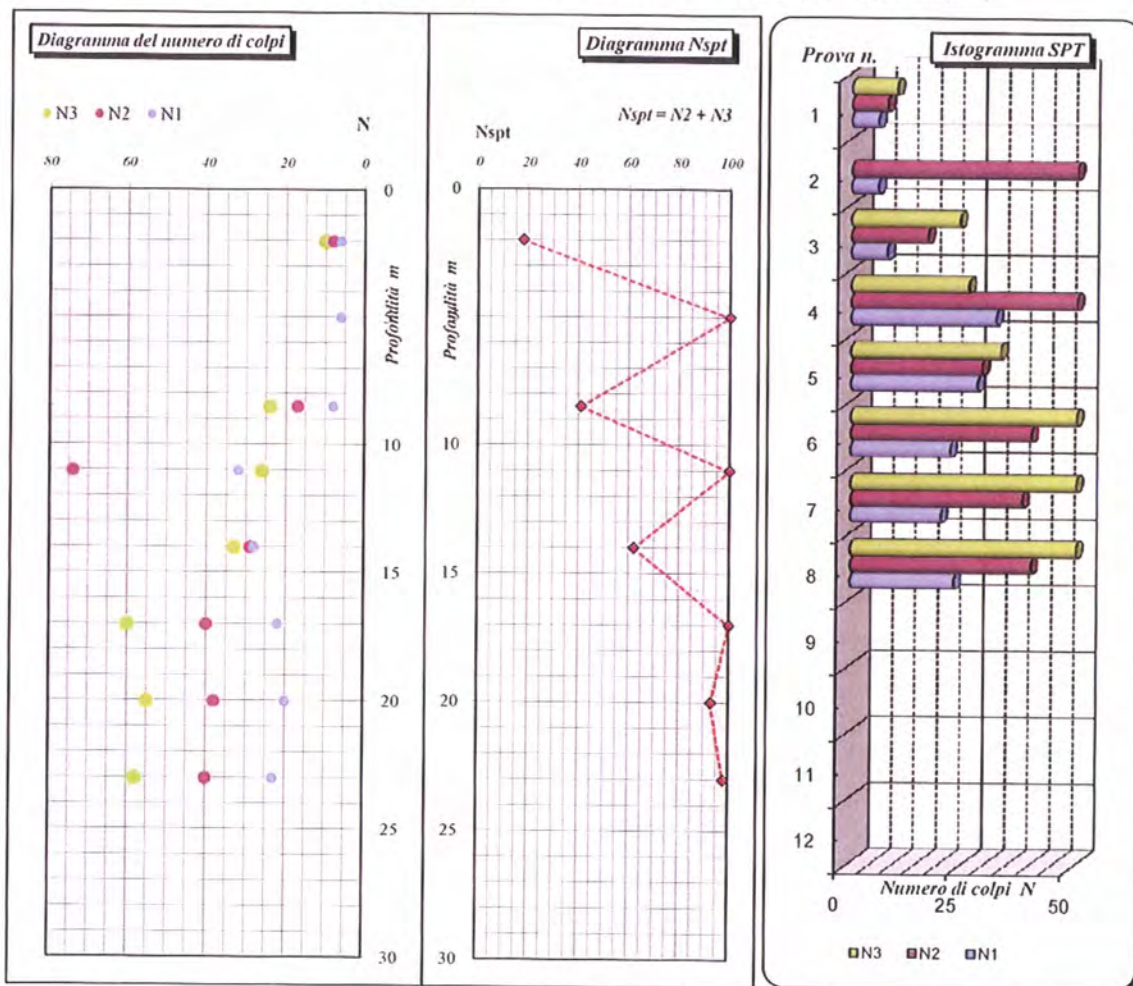 Diagramma del numero di colpi
N3 N2 N1
N
80 60 40 20 0
0
10
15
20
25
30
Profondità m
Diagramma Nspt
Nspt = N2 + N3
Nspt
0 20 40 60 80 100
0
10
15
20
25
30
Profondità m
Istogramma SPT
Prova n.
1
2
3
4
5
6
7
8
9
10
11
12
Numero di colpi N
0 25 50
N3 N2 N1